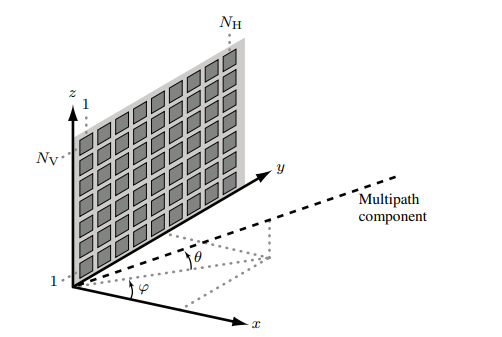 N_H
z
1
N_V
y
Multipath
component
θ
1
φ
x